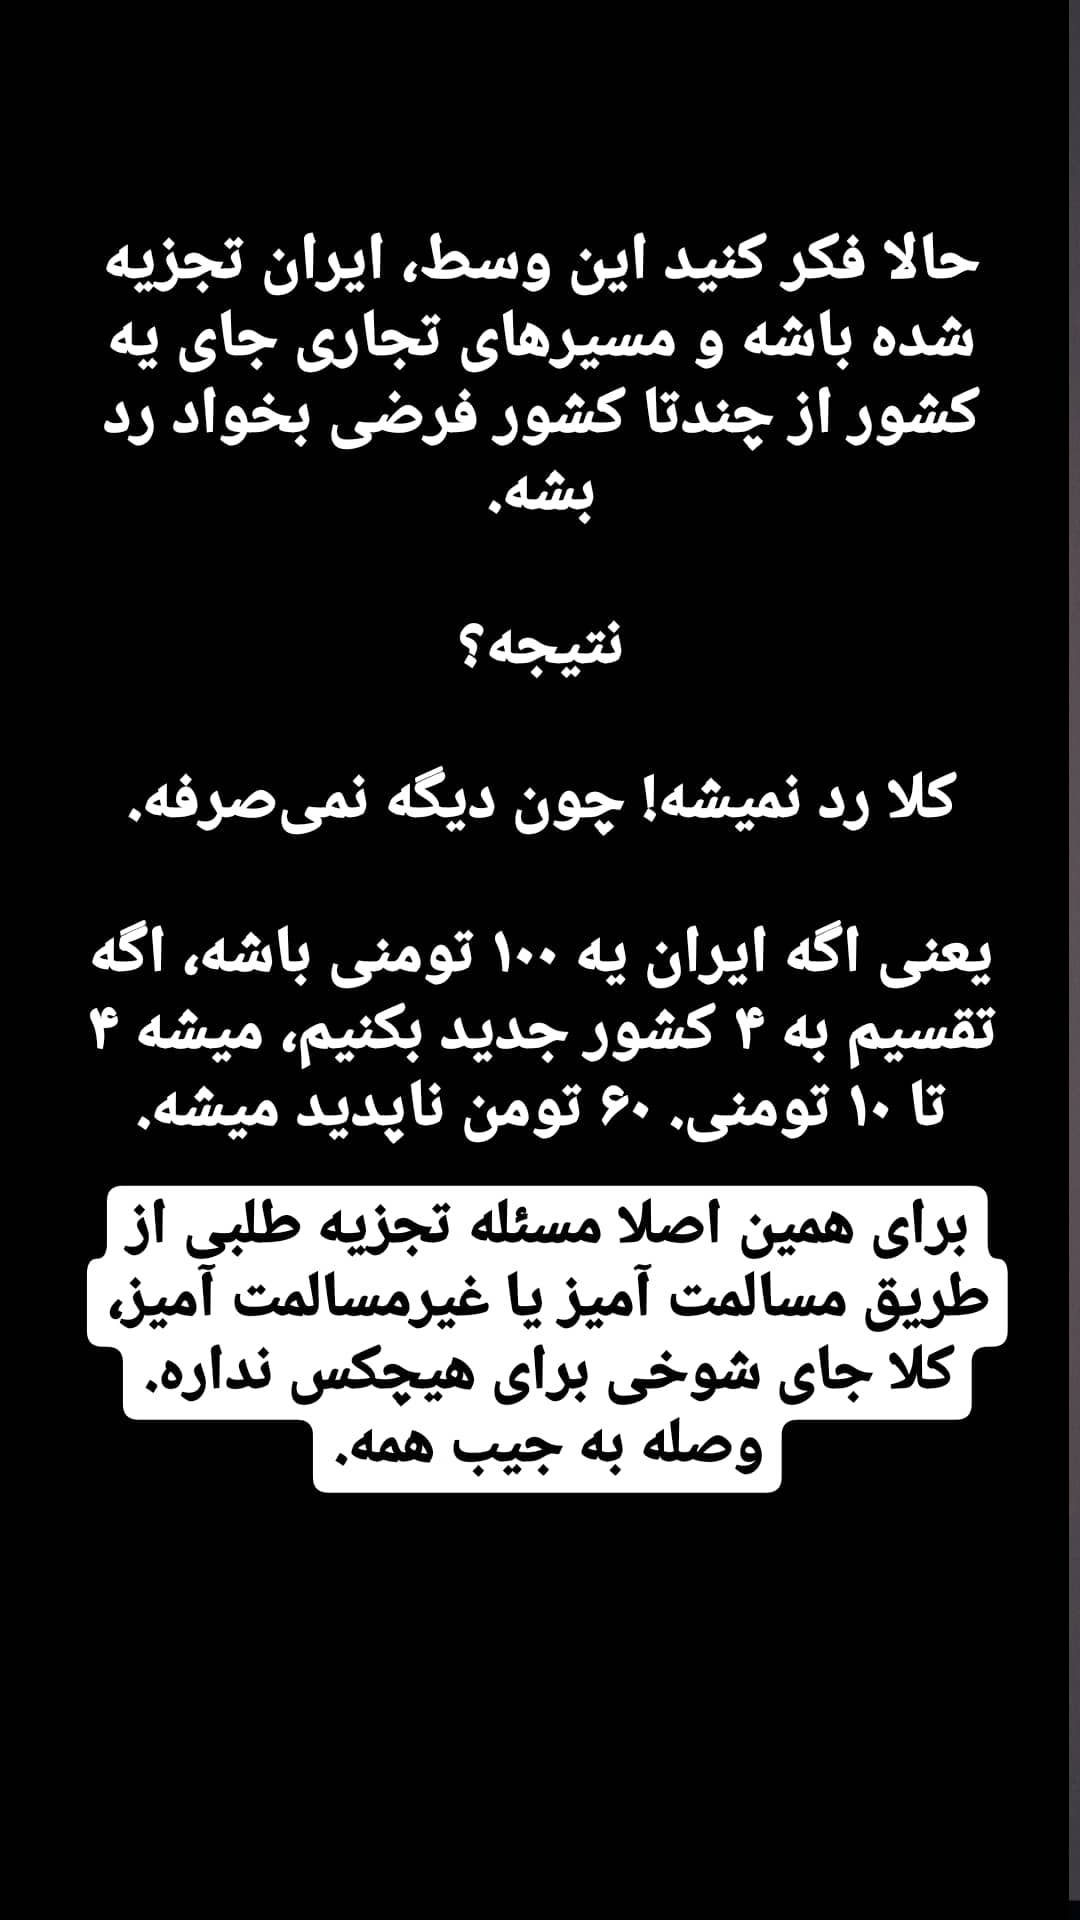 حالا فکر کنید این وسط، ایران تجزیه
شده باشه و مسیرهای تجاری جای یه
کشور از چندتا کشور فرضی بخواد رد
بشه.
نتیجه؟
کلا رد نمیشه! چون دیگه نمی‌صرفه.
یعنی اگه ایران یه ۱۰۰ تومنی باشه، اگه
تقسیم به ۴ کشور جدید بکنیم، میشه ۴
تا ۱۰ تومنی. ۶۰ تومن ناپدید میشه.
برای همین اصلا مسئله تجزیه طلبی از
طریق مسالمت آمیز یا غیرمسالمت آمیز،
کلا جای شوخی برای هیچکس نداره.
وصله به جیب همه.